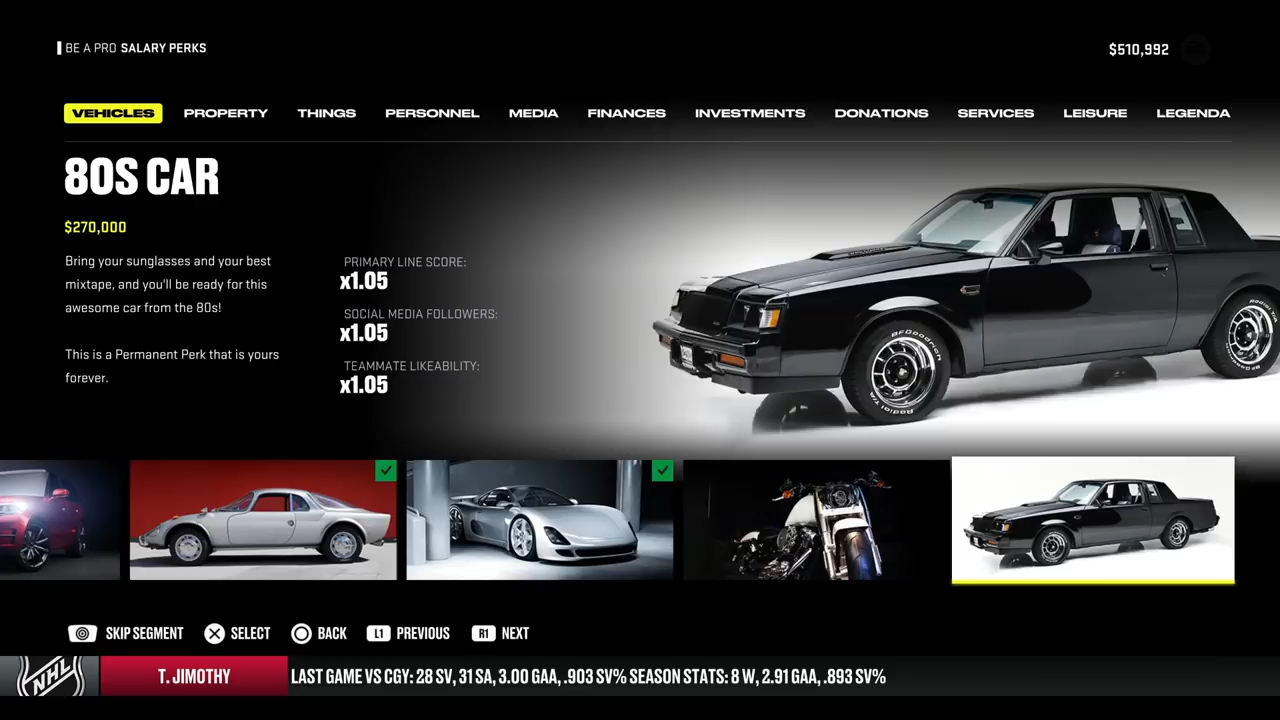 BE A PRO SALARY PERKS
$510,992
VEHICLES PROPERTY THINGS PERSONNEL MEDIA FINANCES INVESTMENTS DONATIONS SERVICES LEISURE LEGENDA
80S CAR
$270,000
Bring your sunglasses and your best
mixtape, and you'll be ready for this
awesome car from the 80s!
This is a Permanent Perk that is yours
forever.
PRIMARY LINE SCORE:
x1.05
SOCIAL MEDIA FOLLOWERS:
x1.05
TEAMMATE LIKEABILITY:
x1.05
BFGoodrich
Radial T/A
Radial T/A
SKIP SEGMENT SELECT BACK L1 PREVIOUS R1 NEXT
NHL T. JIMOTHY LAST GAME VS CGY: 28 SV, 31 SA, 3.00 GAA, .903 SV% SEASON STATS: 8 W, 2.91 GAA, .893 SV%